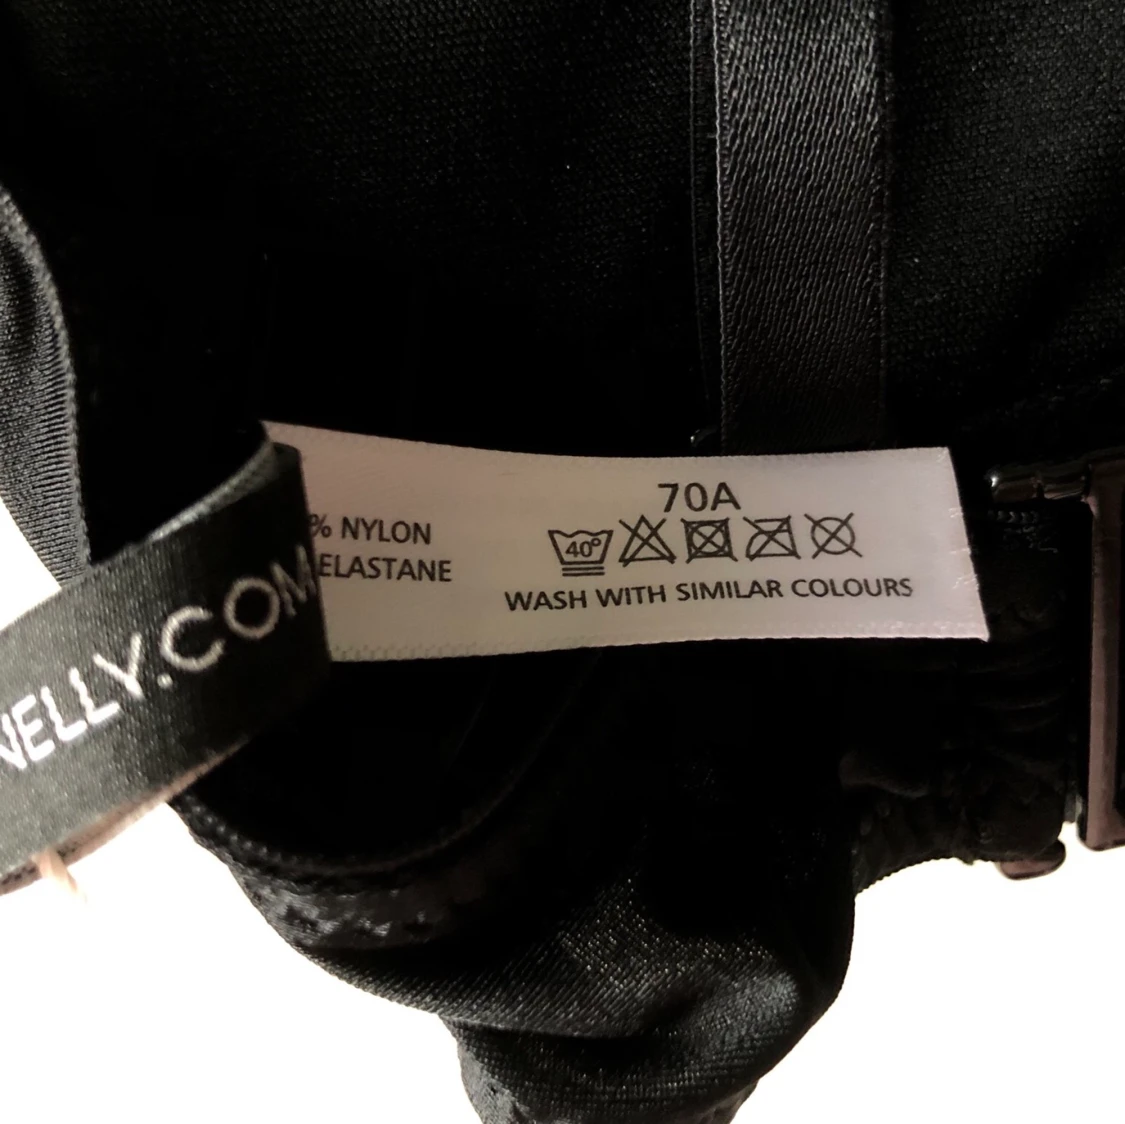 NELLY.COM
% NYLON
ELASTANE
70A
40°
WASH WITH SIMILAR COLOURS